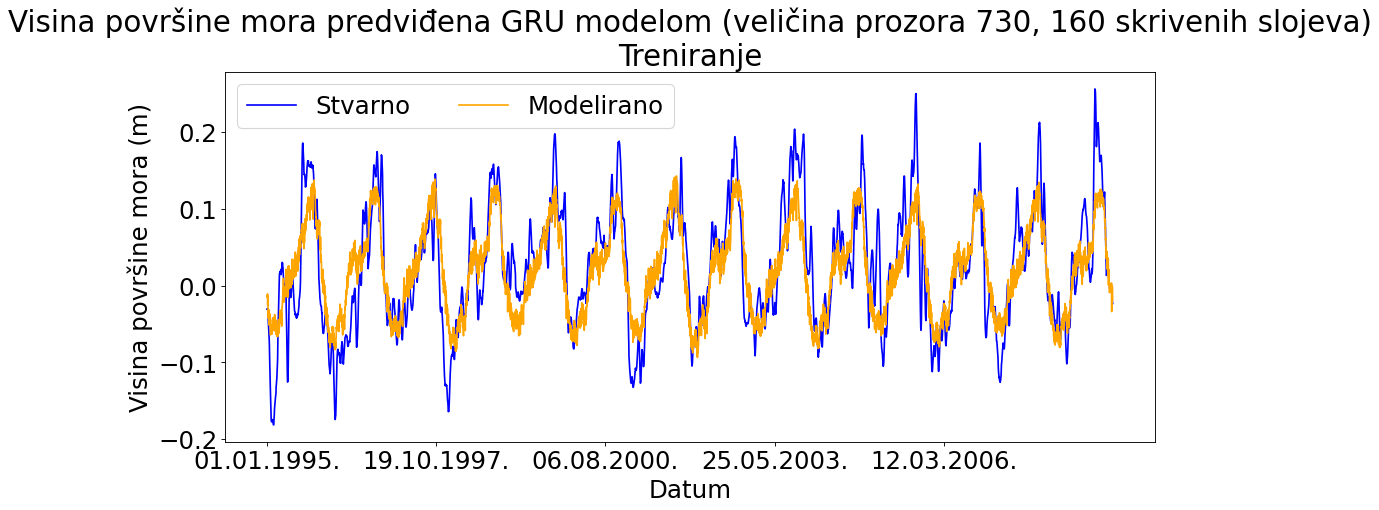 Visina površine mora predviđena GRU modelom (veličina prozora 730, 160 skrivenih slojeva)
Treniranje
Stvarno
Modelirano
Visina površine mora (m)
0.2
0.1
0.0
−0.1
−0.2
01.01.1995.
19.10.1997.
06.08.2000.
25.05.2003.
12.03.2006.
Datum